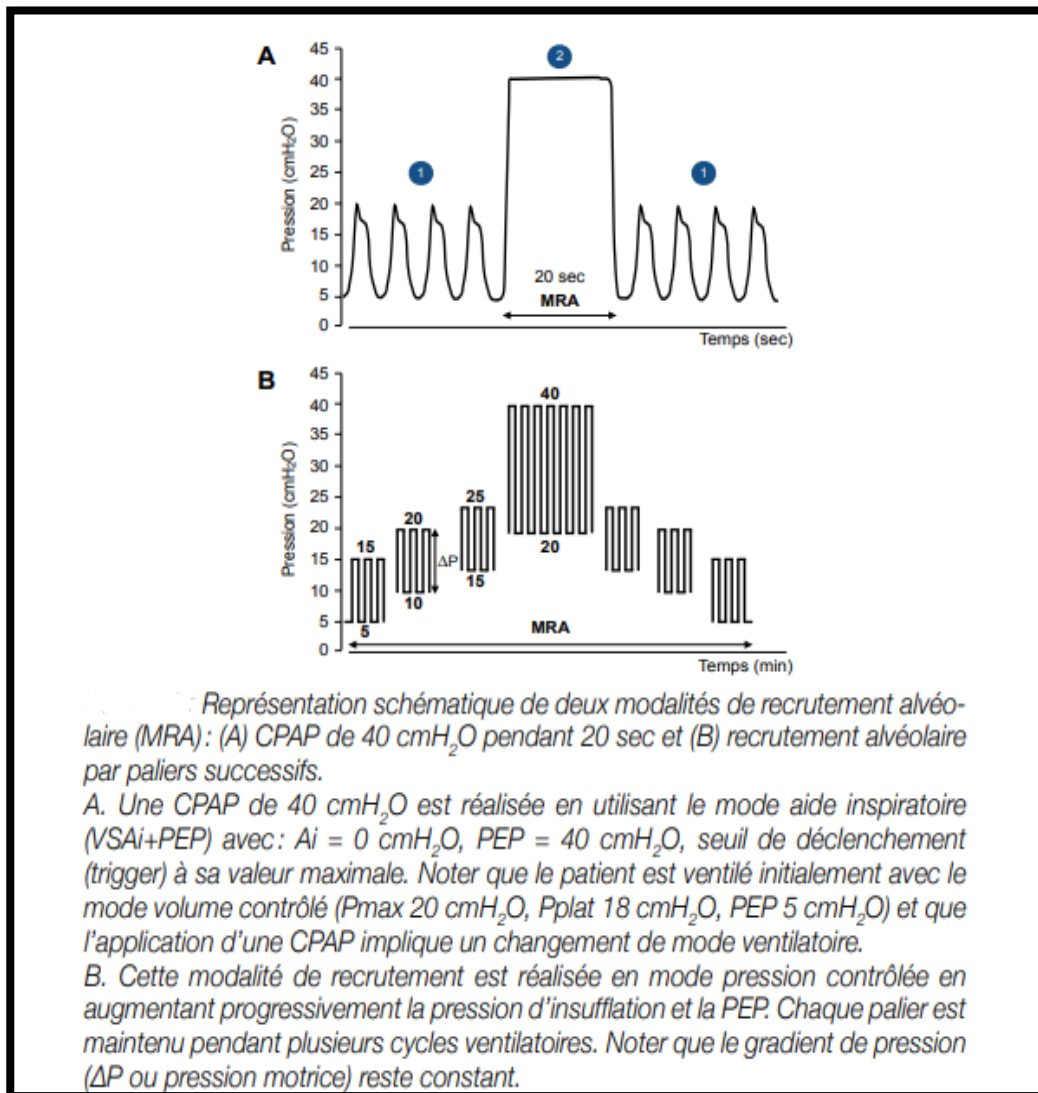 A
45
40
35
30
25
20
15
10
5
0
Pression (cmH₂O)
1
2
1
20 sec
MRA
Temps (sec)
B
45
40
35
30
25
20
15
10
5
0
Pression (cmH₂O)
15
5
20
10
ΔP
25
15
40
20
MRA
Temps (min)
: Représentation schématique de deux modalités de recrutement alvéo-
laire (MRA) : (A) CPAP de 40 cmH₂O pendant 20 sec et (B) recrutement alvéolaire
par paliers successifs.
A. Une CPAP de 40 cmH₂O est réalisée en utilisant le mode aide inspiratoire
(VSAi+PEP) avec : Ai = 0 cmH₂O, PEP = 40 cmH₂O, seuil de déclenchement
(trigger) à sa valeur maximale. Noter que le patient est ventilé initialement avec le
mode volume contrôlé (Pmax 20 cmH₂O, Pplat 18 cmH₂O, PEP 5 cmH₂O) et que
l'application d'une CPAP implique un changement de mode ventilatoire.
B. Cette modalité de recrutement est réalisée en mode pression contrôlée en
augmentant progressivement la pression d'insufflation et la PEP. Chaque palier est
maintenu pendant plusieurs cycles ventilatoires. Noter que le gradient de pression
(ΔP ou pression motrice) reste constant.